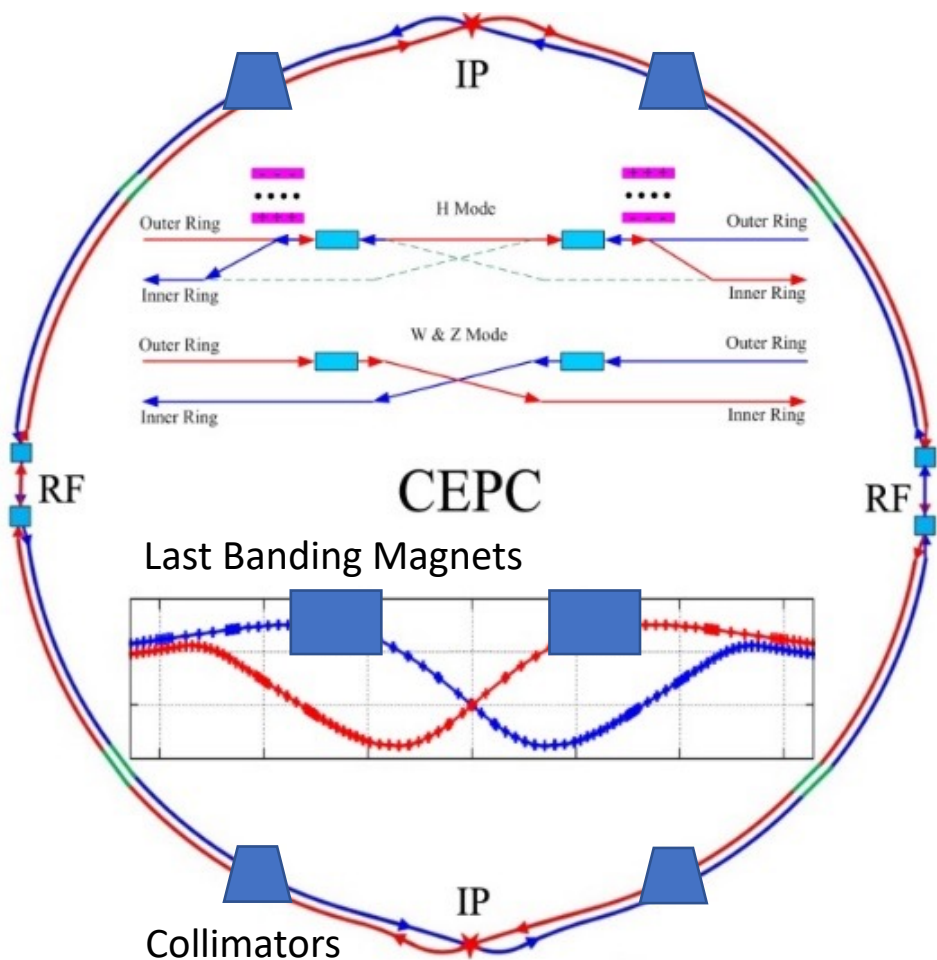 IP
- - -
H Mode
+ + +
+ + +
- - -
Outer Ring
Outer Ring
Inner Ring
Inner Ring
W & Z Mode
Outer Ring
Outer Ring
Inner Ring
Inner Ring
RF
CEPC
RF
Last Banding Magnets
IP
Collimators